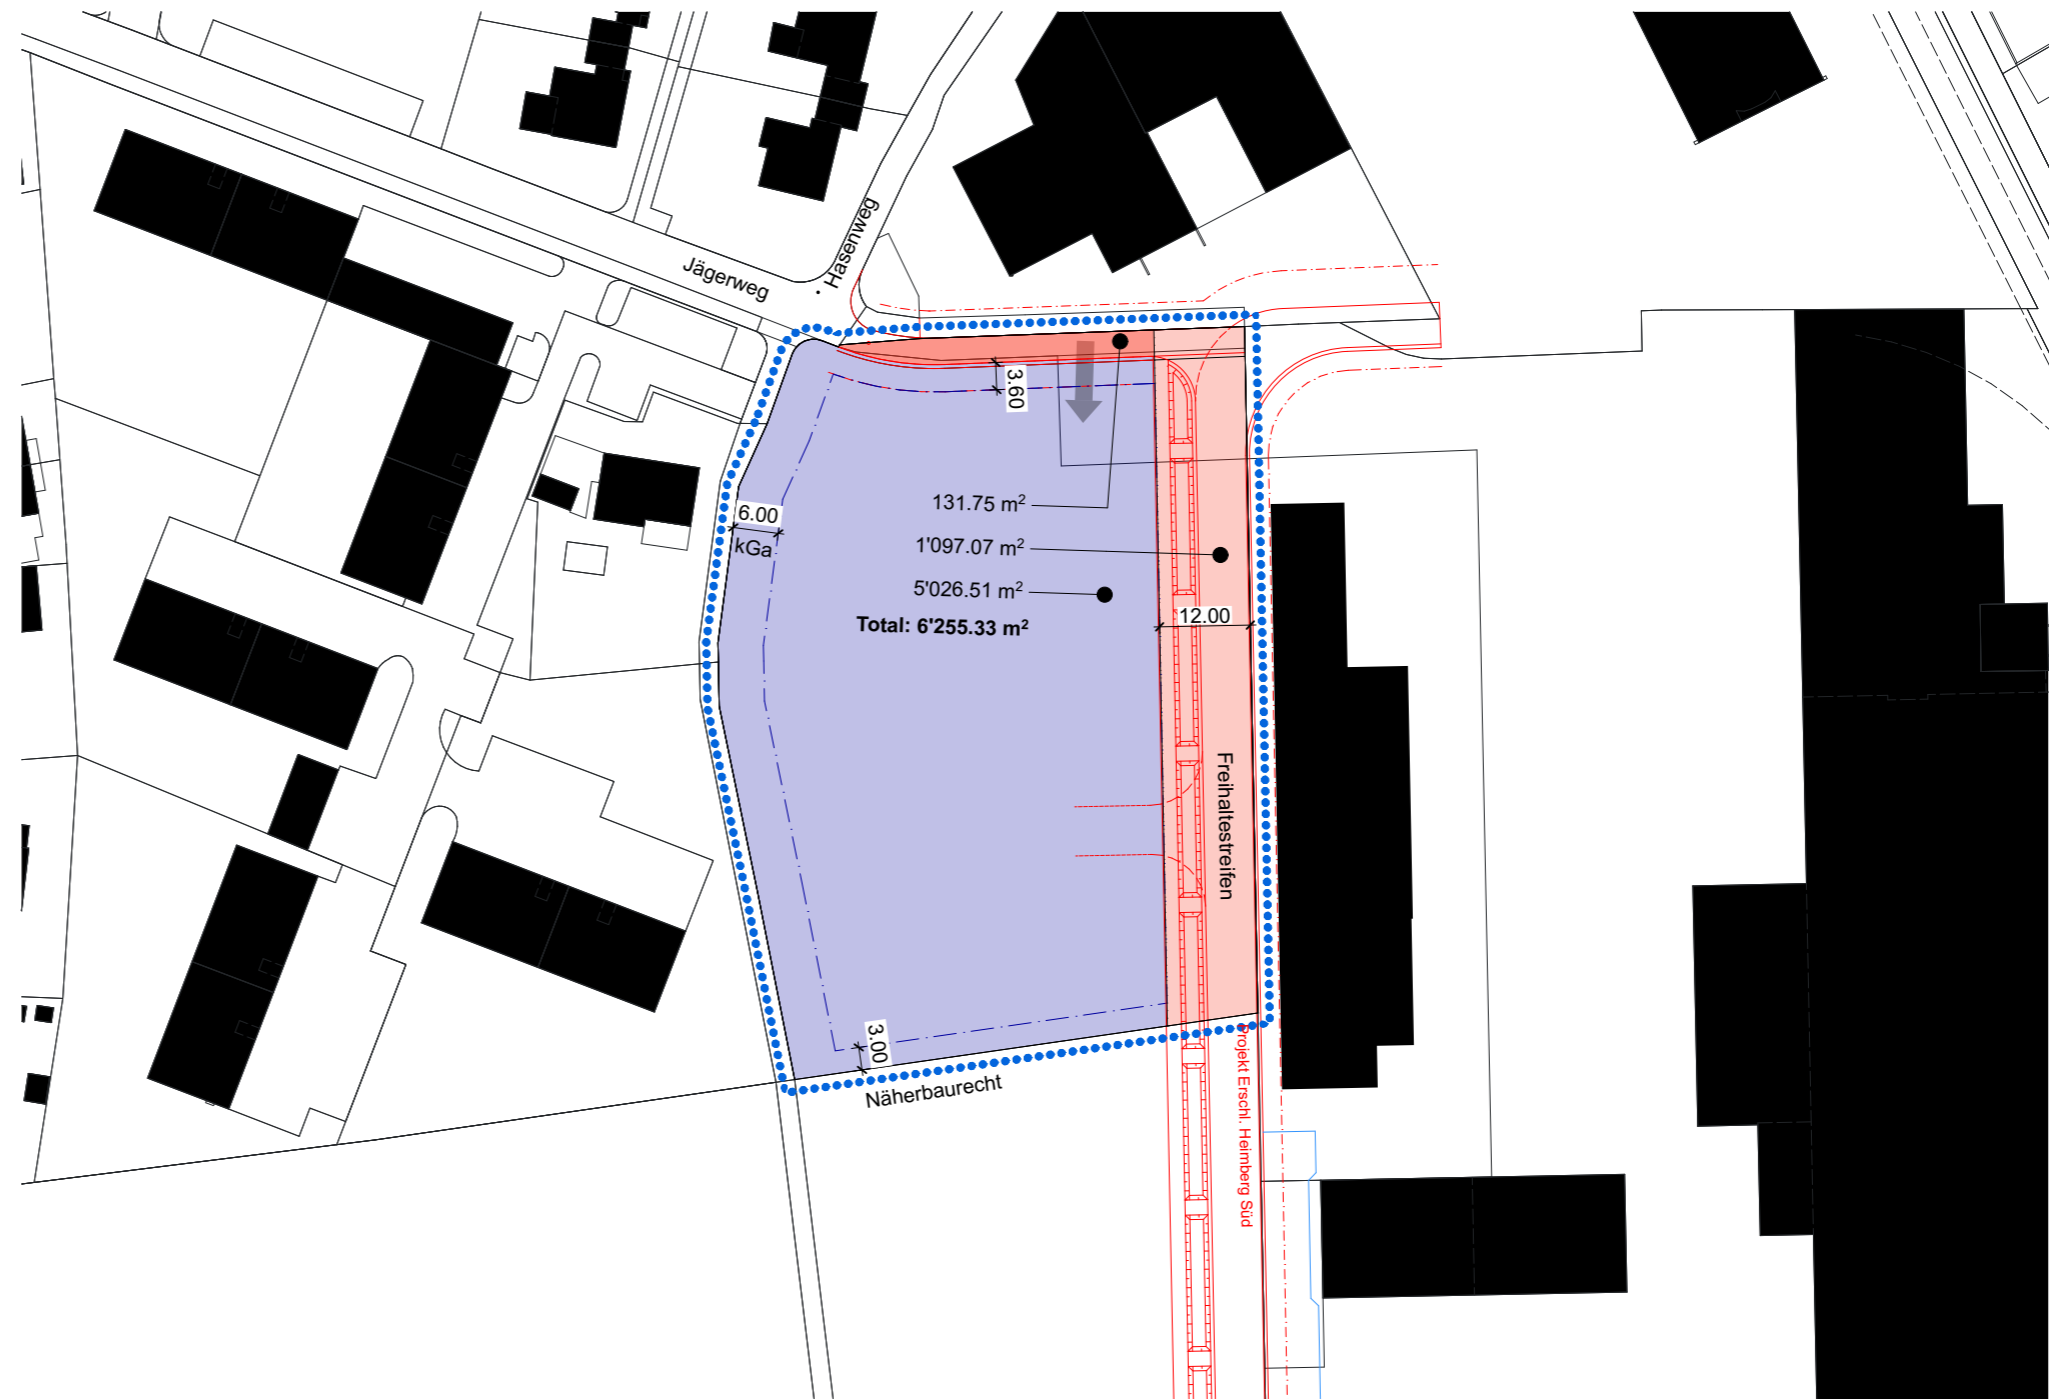 Jägerweg
Hasenweg
3.60
131.75 m²
6.00
kGa
1'097.07 m²
5'026.51 m²
12.00
Total: 6'255.33 m²
Freihaltestreifen
3.00
Näherbaurecht
Projekt Erschl. Heimberg Süd